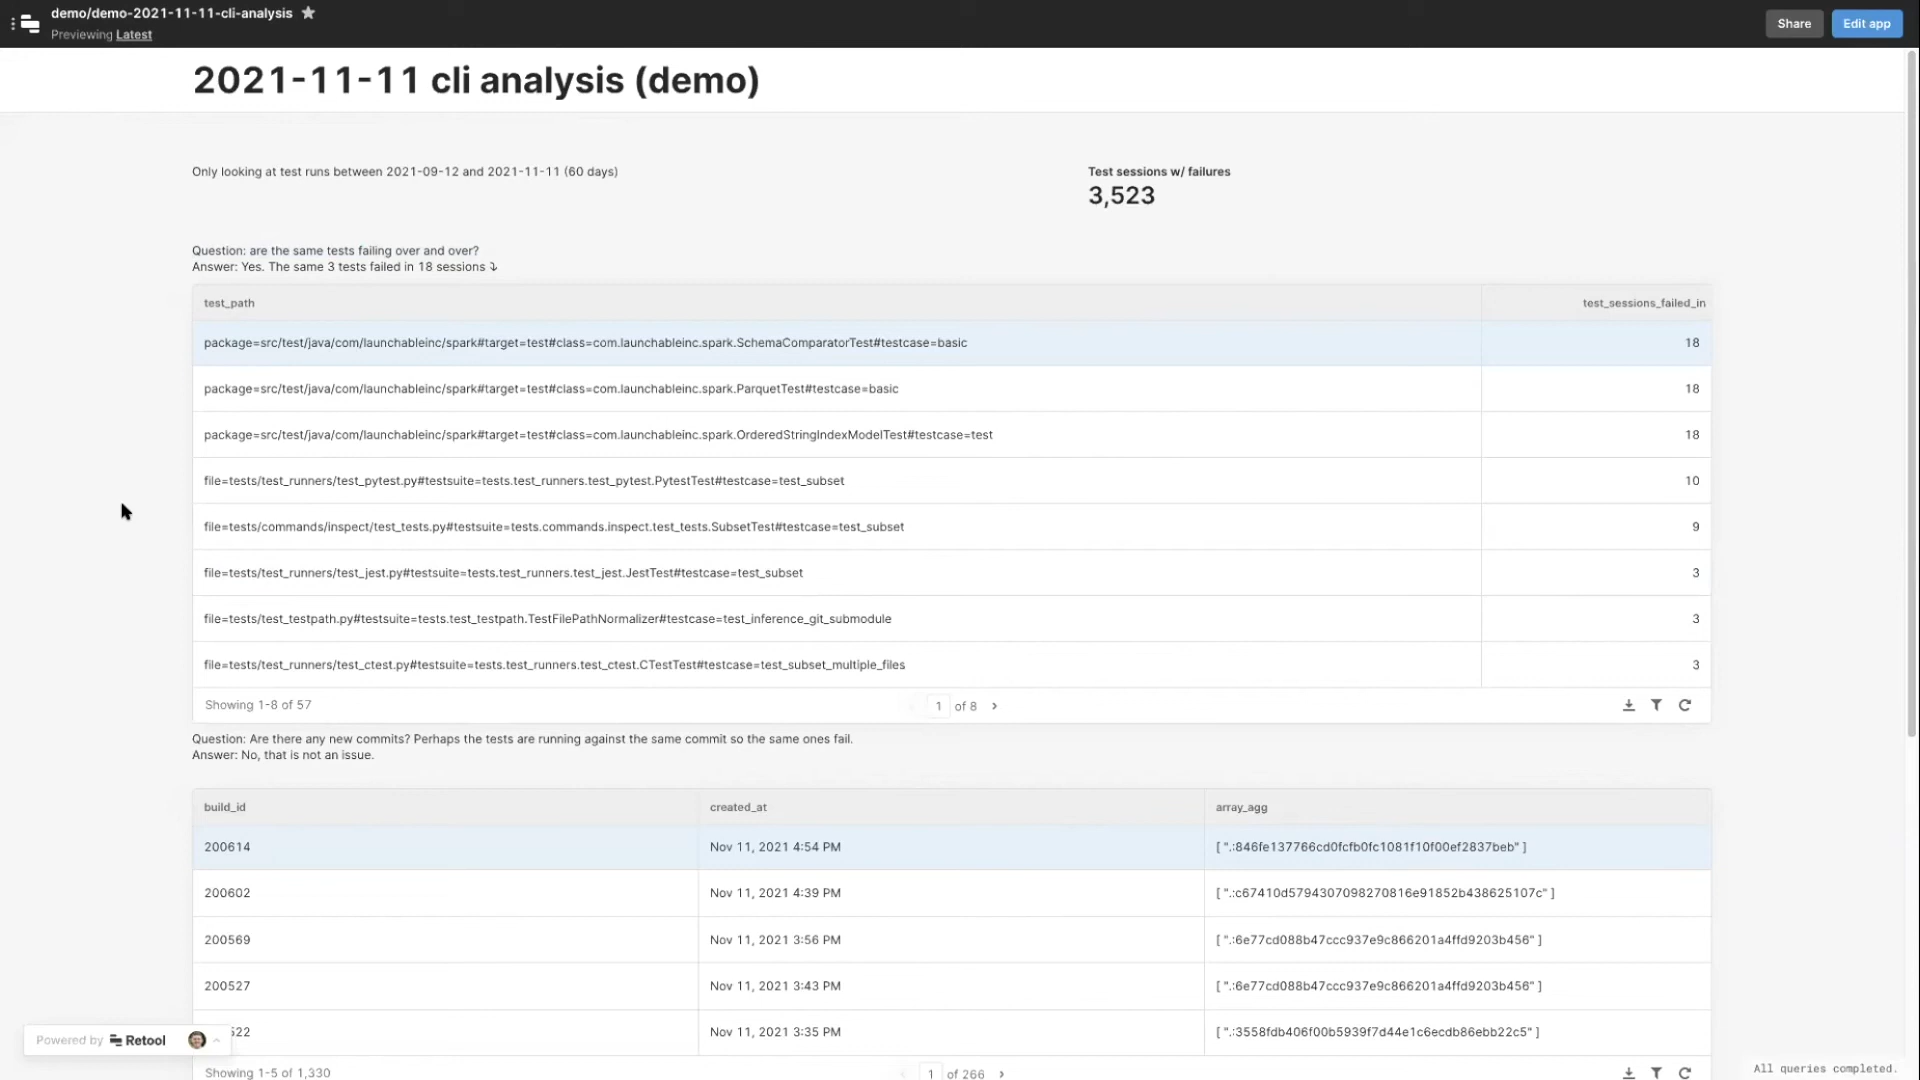 demo/demo-2021-11-11-cli-analysis
Previewing Latest
Share
Edit app
2021-11-11 cli analysis (demo)
Only looking at test runs between 2021-09-12 and 2021-11-11 (60 days)
Test sessions w/ failures
3,523
Question: are the same tests failing over and over?
Answer: Yes. The same 3 tests failed in 18 sessions ⤵
test_path test_sessions_failed_in
package=src/test/java/com/launchableinc/spark#target=test#class=com.launchableinc.spark.SchemaComparatorTest#testcase=basic 18
package=src/test/java/com/launchableinc/spark#target=test#class=com.launchableinc.spark.ParquetTest#testcase=basic 18
package=src/test/java/com/launchableinc/spark#target=test#class=com.launchableinc.spark.OrderedStringIndexModelTest#testcase=test 18
file=tests/test_runners/test_pytest.py#testsuite=tests.test_runners.test_pytest.PytestTest#testcase=test_subset 10
file=tests/commands/inspect/test_tests.py#testsuite=tests.commands.inspect.test_tests.SubsetTest#testcase=test_subset 9
file=tests/test_runners/test_jest.py#testsuite=tests.test_runners.test_jest.JestTest#testcase=test_subset 3
file=tests/test_testpath.py#testsuite=tests.test_testpath.TestFilePathNormalizer#testcase=test_inference_git_submodule 3
file=tests/test_runners/test_ctest.py#testsuite=tests.test_runners.test_ctest.CTestTest#testcase=test_subset_multiple_files 3
Showing 1-8 of 57 1 of 8
Question: Are there any new commits? Perhaps the tests are running against the same commit so the same ones fail.
Answer: No, that is not an issue.
build_id created_at array_agg
200614 Nov 11, 2021 4:54 PM [ ".:846fe137766cd0fcfb0fc1081f10f00ef2837beb" ]
200602 Nov 11, 2021 4:39 PM [ ".:c67410d5794307098270816e91852b438625107c" ]
200569 Nov 11, 2021 3:56 PM [ ".:6e77cd088b47ccc937e9c866201a4ffd9203b456" ]
200527 Nov 11, 2021 3:43 PM [ ".:6e77cd088b47ccc937e9c866201a4ffd9203b456" ]
522 Nov 11, 2021 3:35 PM [ ".:3558fdb406f00b5939f7d44e1c6ecdb86ebb22c5" ]
Powered by Retool
Showing 1-5 of 1,330 1 of 266
All queries completed.